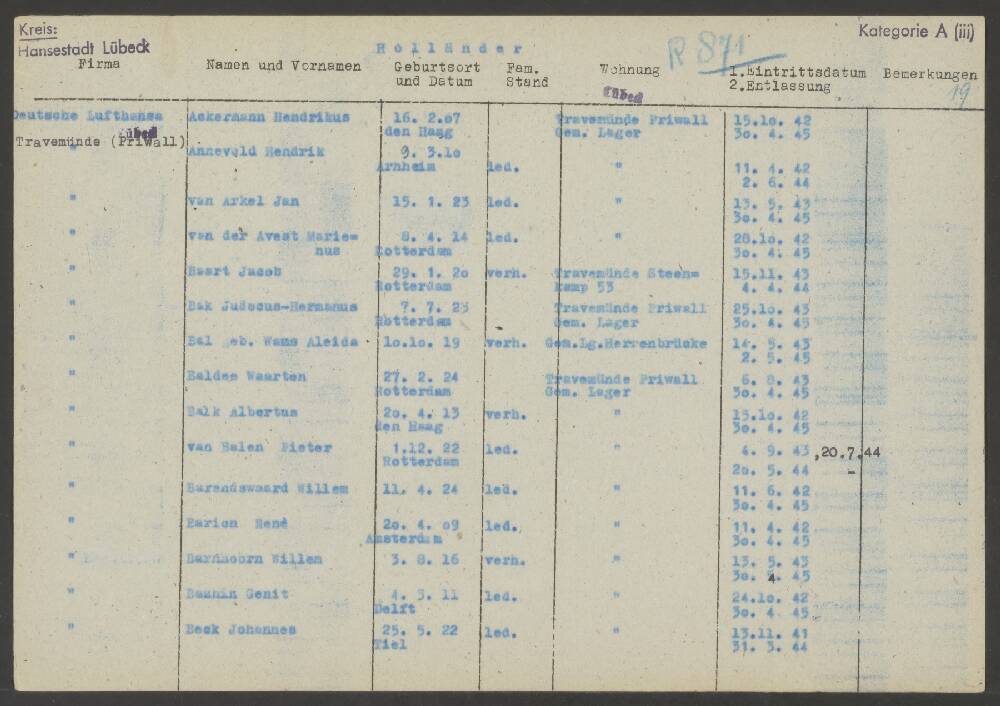 Kreis:
Hansestadt Lübeck
Kategorie A (iii)
Holländer
R 871
Firma Namen und Vornamen Geburtsort und Datum Fam. Stand Wohnung 1.Eintrittsdatum 2.Entlassung Bemerkungen
Lübeck
19
Deutsche Lufthansa Ackermann Hendrikus 16. 2.07 Travemünde Priwall 15.10. 42
Lübeck
Travemünde (Priwall) den Haag Gem. Lager 30. 4. 45
" Anneveld Hendrik 9. 3.10
Arnheim led. " 11. 4. 42
2. 6. 44
" van Arkel Jan 15. 1. 23 led. " 13. 5. 43
30. 4. 45
" van der Avest Marie= 8. 4. 14 led. " 28.10. 42
nus Rotterdam 30. 4. 45
" Baart Jacob 29. 1. 20 verh. Travemünde Steen= 15.11. 43
Rotterdam kamp 53 4. 4. 44
" Bak Judocus-Hermanus 7. 7. 23 Travemünde Priwall 25.10. 43
Rotterdam Gem. Lager 30. 4. 45
" Bal geb. Wams Aleida 10.10. 19 verh. Gem.Lg.Herrenbrücke 14. 5. 43
2. 5. 45
" Baldee Waarten 27. 2. 24 Travemünde Priwall 6. 8. 43
Rotterdam Gem. Lager 30. 4. 45
" Balk Albertus 20. 4. 13 verh. " 15.10. 42
den Haag 30. 4. 45
" van Balen Pieter 1.12. 22 led. " 4. 9. 43 ,20.7.44
Rotterdam 20. 5. 44 -
" Barendswaard Willem 11. 4. 24 led. " 11. 6. 42
30. 4. 45
" Barion René 20. 4. 09 led. " 11. 4. 42
Amsterdam 30. 4. 45
" Barnhoorn Willem 3. 8. 16 verh. " 13. 5. 43
30. 4. 45
" Genit 4. 3. 11 led. " 24.10. 42
Delft 30. 4 45
" Beck Johannes 25. 5. 22 led. " 13.11. 41
Tiel 31. 3. 44